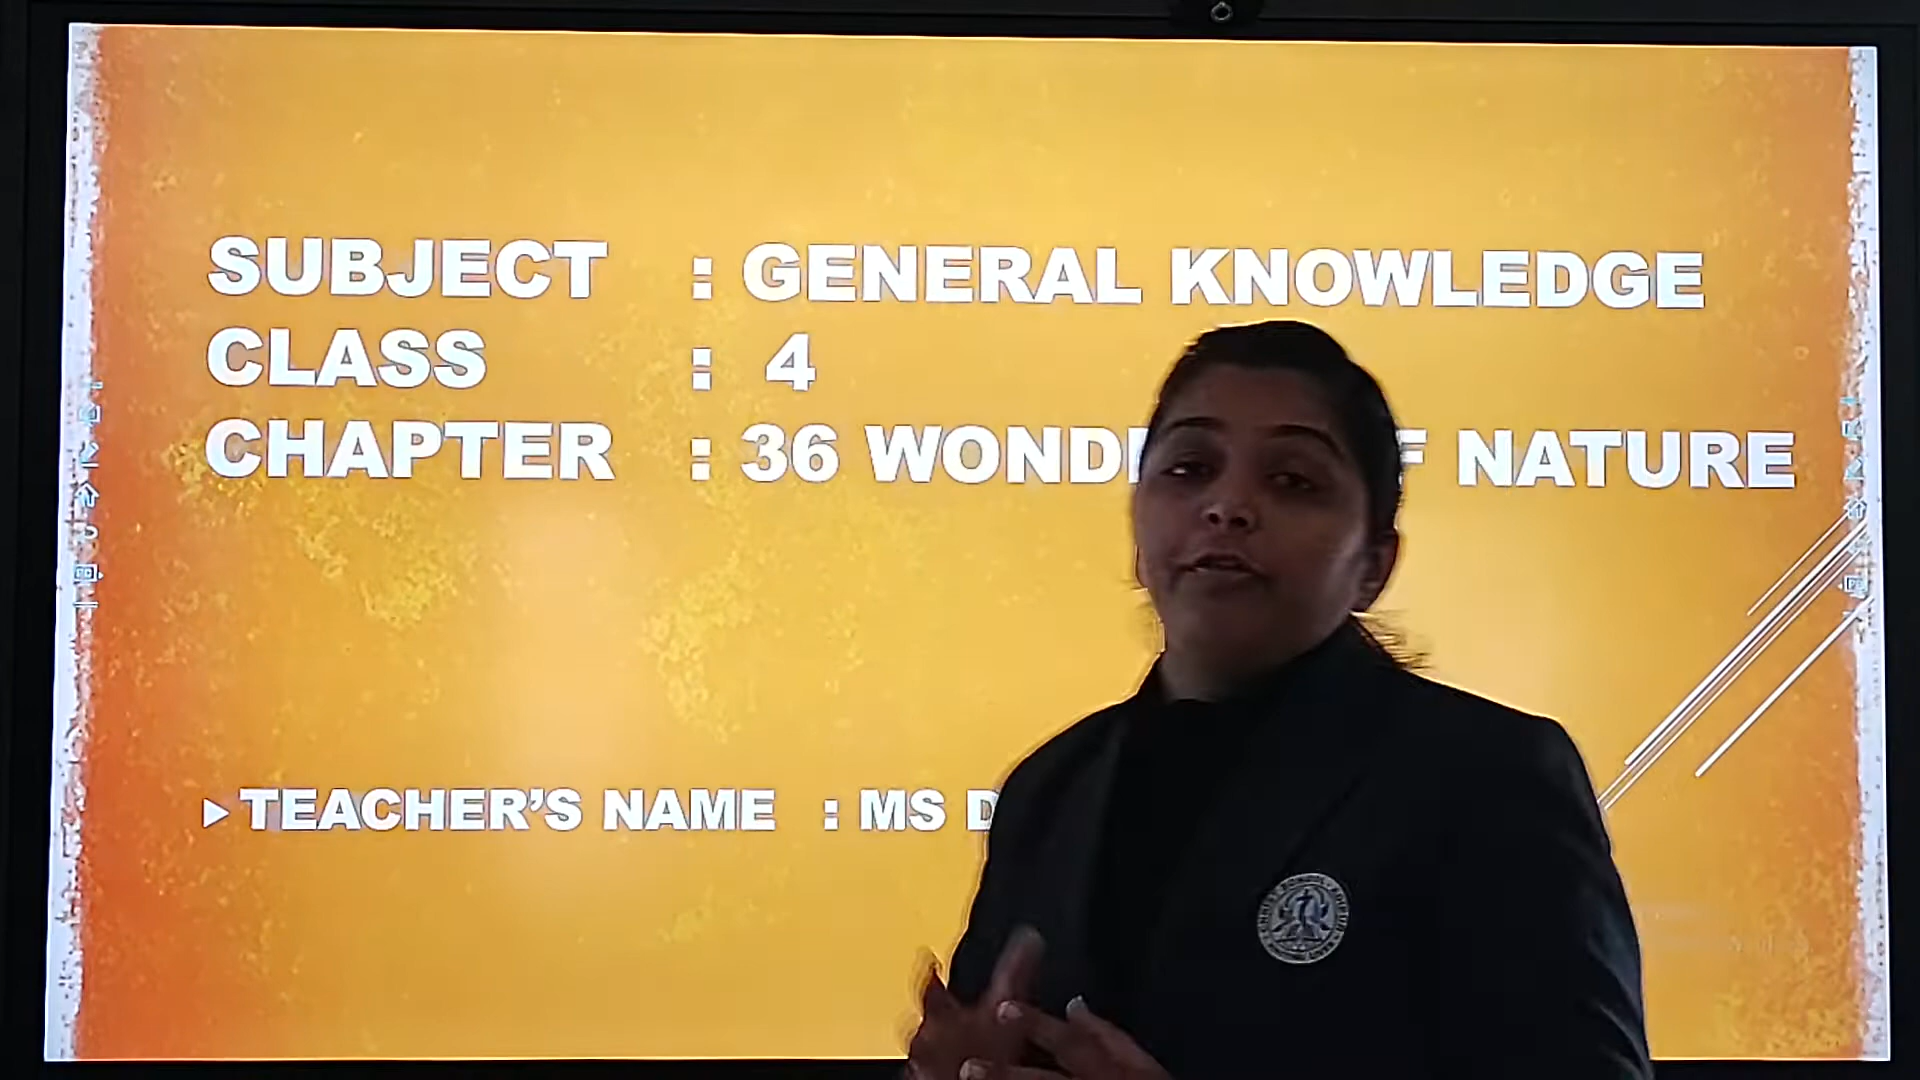 SUBJECT : GENERAL KNOWLEDGE
CLASS : 4
CHAPTER : 36 WOND F NATURE
TEACHER'S NAME : MS D